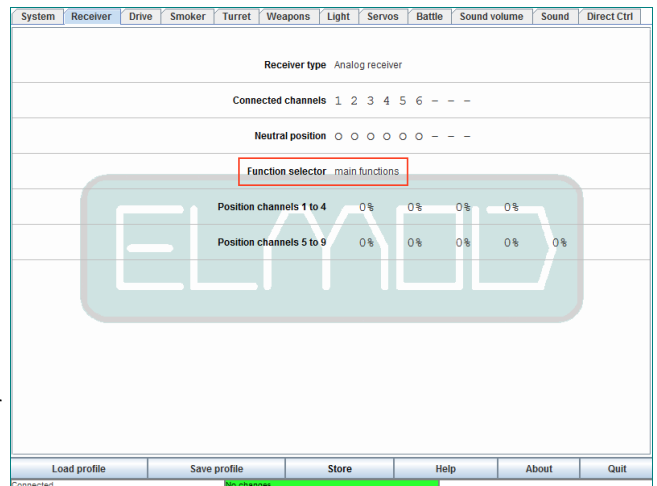 System Receiver Drive Smoker Turret Weapons Light Servos Battle Sound volume Sound Direct Ctrl
Receiver type Analog receiver
Connected channels 1 2 3 4 5 6 - - -
Neutral position O O O O O O - - -
Function selector main functions
Position channels 1 to 4 0% 0% 0% 0%
Position channels 5 to 9 0% 0% 0% 0% 0%
ELMOD
Load profile Save profile Store Help About Quit
Connected No changes